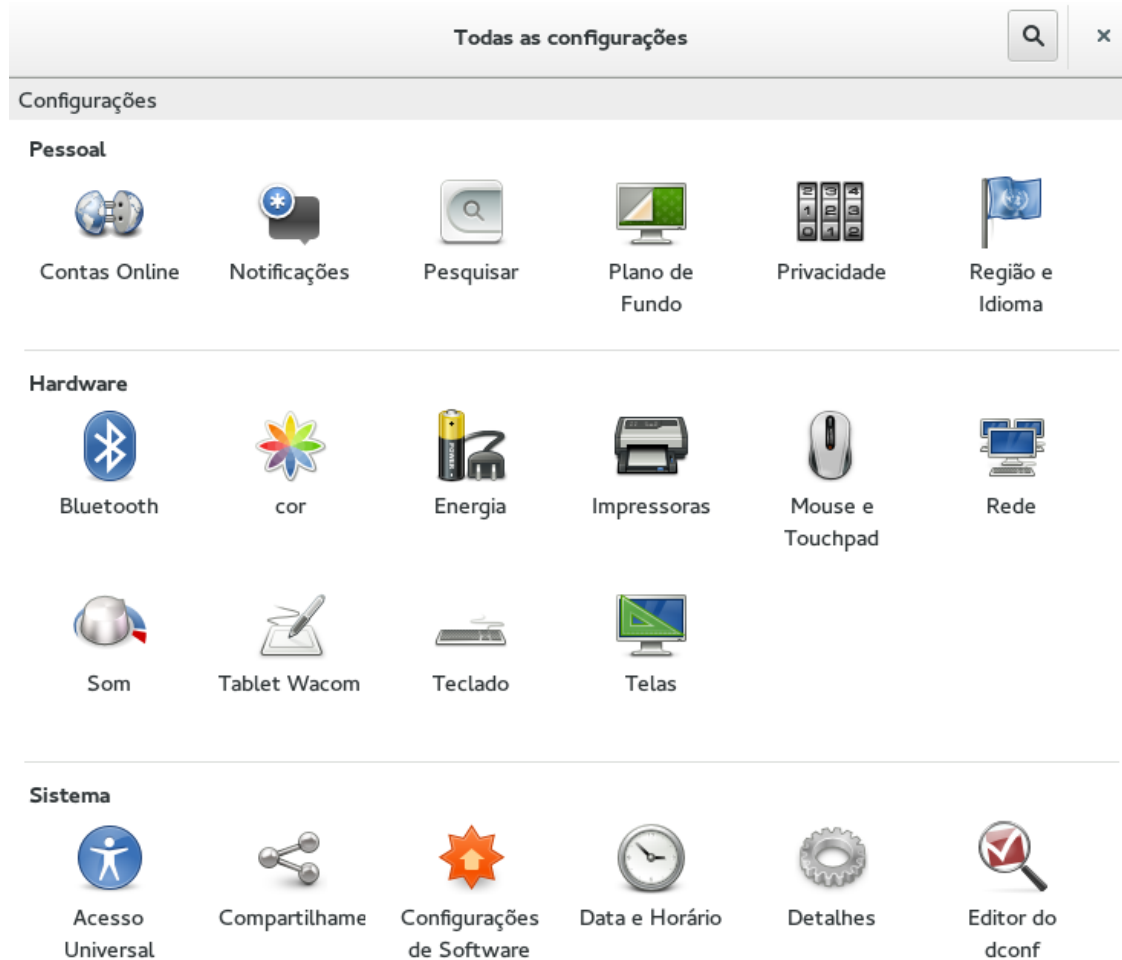 Todas as configurações
Configurações
Pessoal
Contas Online
Notificações
Pesquisar
Plano de
Fundo
Privacidade
Região e
Idioma
Hardware
Bluetooth
cor
Energia
Impressoras
Mouse e
Touchpad
Rede
Som
Tablet Wacom
Teclado
Telas
Sistema
Acesso
Universal
Compartilhame
Configurações
de Software
Data e Horário
Detalhes
Editor do
dconf